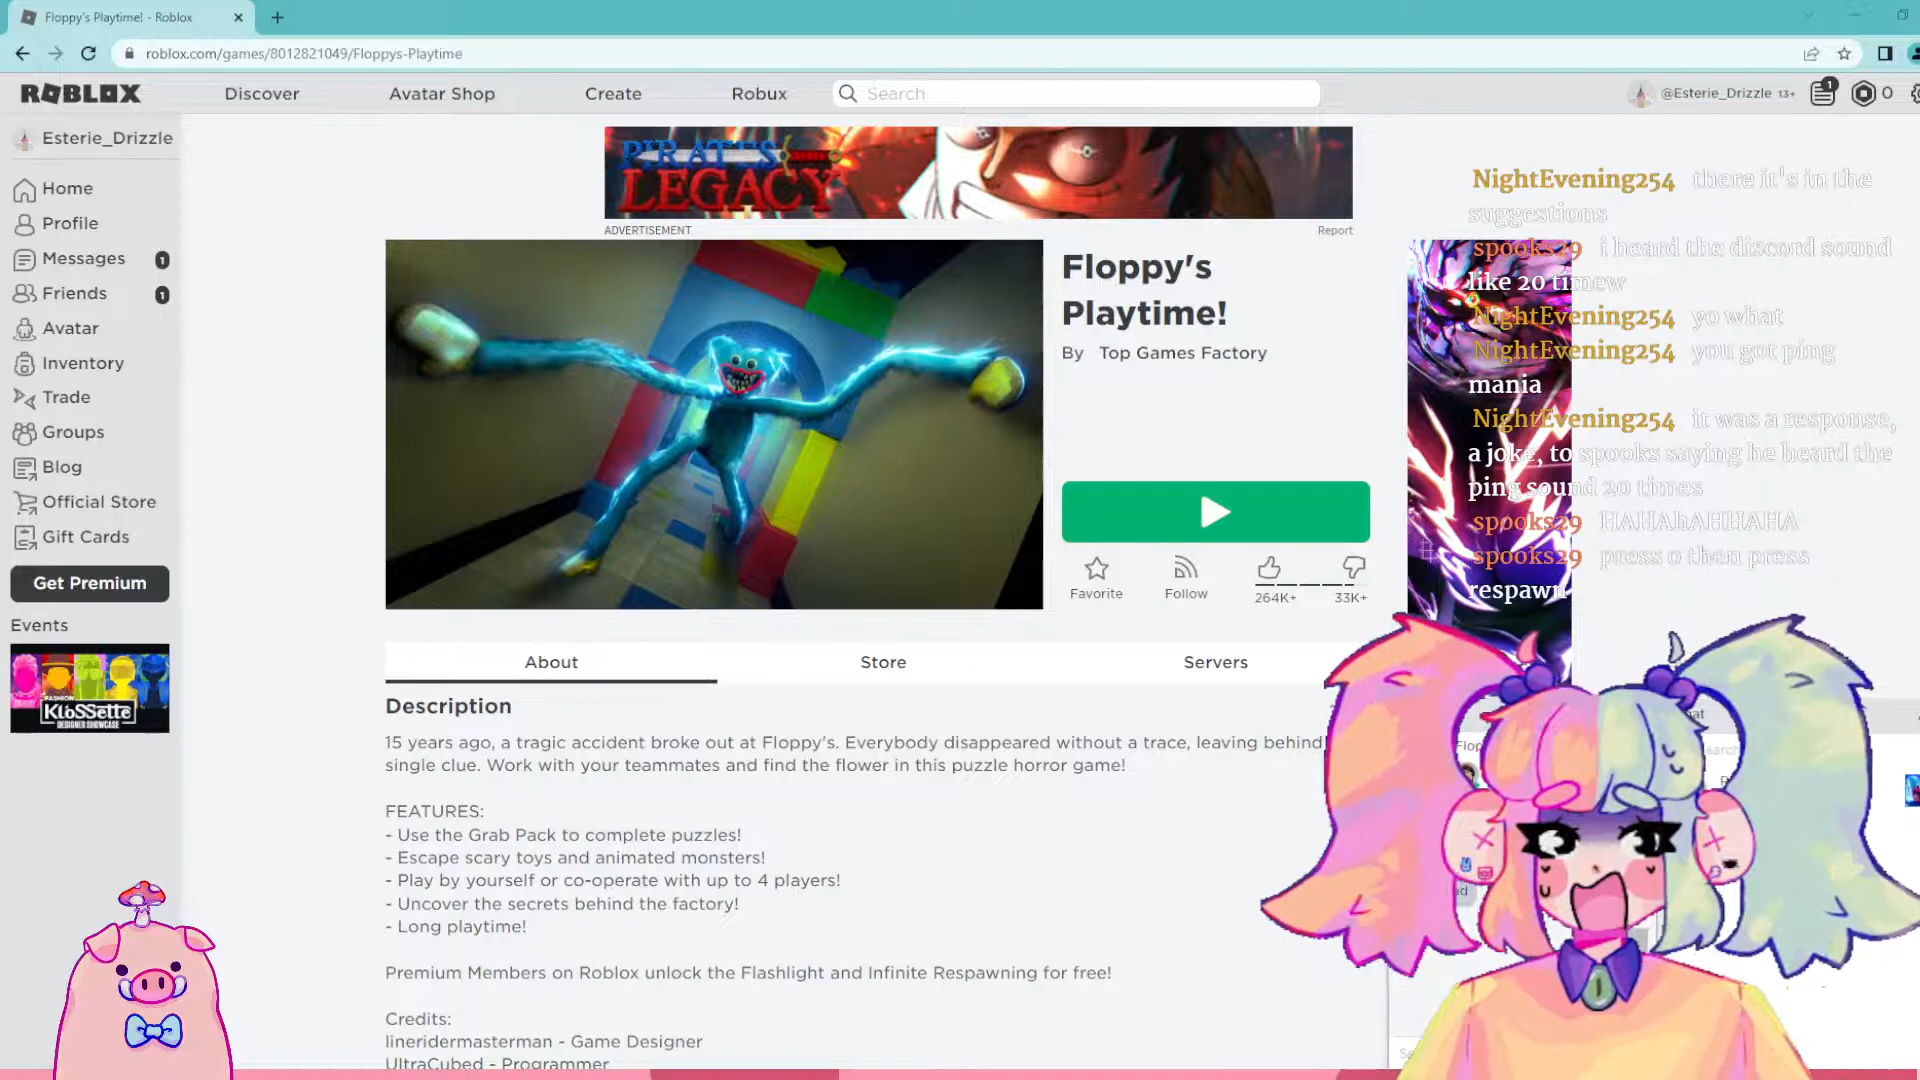 Floppy's Playtime! - Roblox
roblox.com/games/8012821049/Floppys-Playtime
ROBLOX
Discover
Avatar Shop
Create
Robux
Search
@Esterie_Drizzle 13+
1
0
Esterie_Drizzle
Home
Profile
Messages 1
Friends 1
Avatar
Inventory
Trade
Groups
Blog
Official Store
Gift Cards
Get Premium
Events
FASHION
KLOSSETTE
DESIGNER SHOWCASE
PIRATE'S
LEGACY
ADVERTISEMENT
Report
Floppy's
Playtime!
By Top Games Factory
Favorite
Follow
264K+
33K+
About
Store
Servers
Description
15 years ago, a tragic accident broke out at Floppy's. Everybody disappeared without a trace, leaving behind
single clue. Work with your teammates and find the flower in this puzzle horror game!
FEATURES:
- Use the Grab Pack to complete puzzles!
- Escape scary toys and animated monsters!
- Play by yourself or co-operate with up to 4 players!
- Uncover the secrets behind the factory!
- Long playtime!
Premium Members on Roblox unlock the Flashlight and Infinite Respawning for free!
Credits:
lineridermasterman - Game Designer
UltraCubed - Programmer
NightEvening254 there it's in the
suggestions
spooks29 i heard the discord sound
like 20 timew
NightEvening254 yo what
NightEvening254 you got ping
mania
NightEvening254 it was a response,
a joke, to spooks saying he heard the
ping sound 20 times
spooks29 HAHAhAHHAHA
spooks29 press o then press
respawn